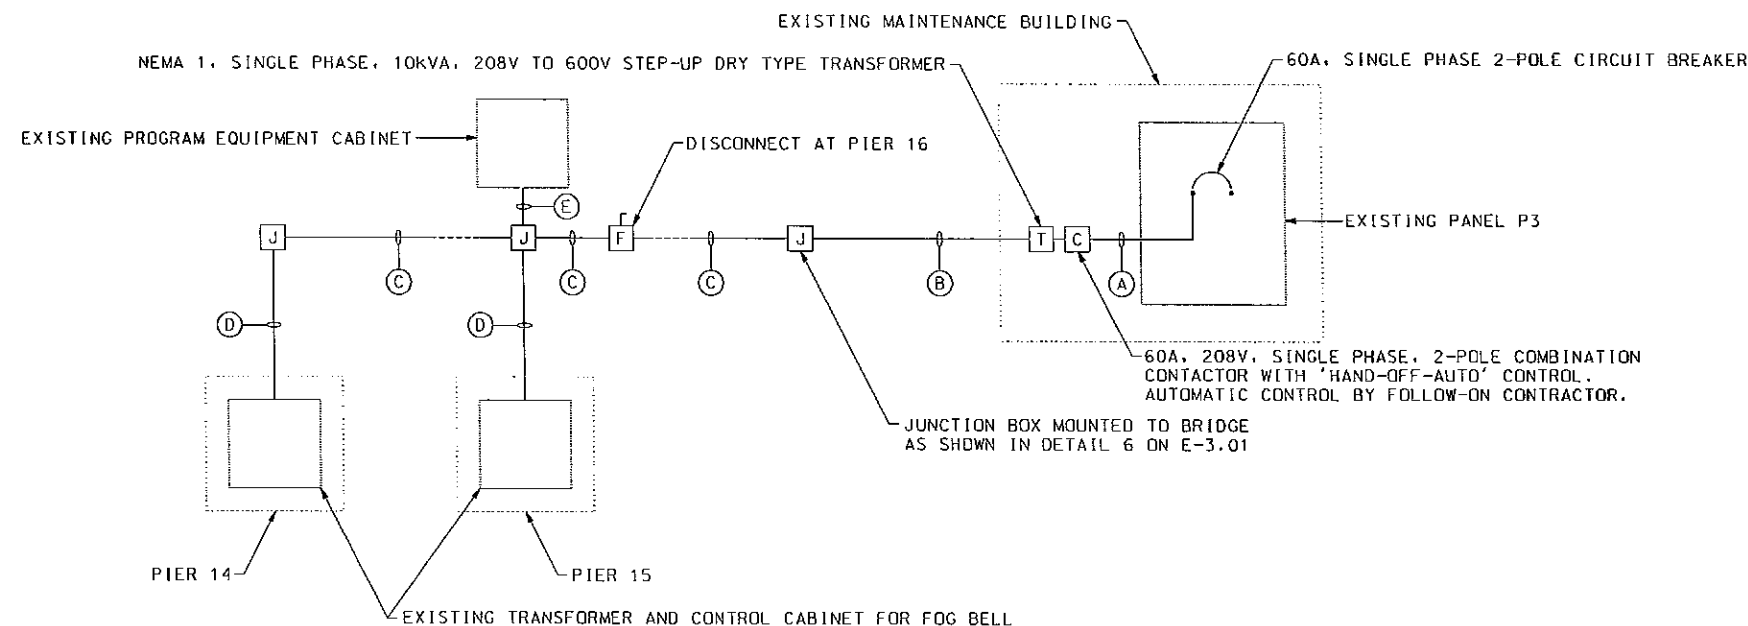 EXISTING MAINTENANCE BUILDING
NEMA 1, SINGLE PHASE, 10kVA, 208V TO 600V STEP-UP DRY TYPE TRANSFORMER
60A, SINGLE PHASE 2-POLE CIRCUIT BREAKER
EXISTING PROGRAM EQUIPMENT CABINET
DISCONNECT AT PIER 16
E
EXISTING PANEL P3
J
J
F
J
T
C
C
C
C
B
A
D
D
60A, 208V, SINGLE PHASE, 2-POLE COMBINATION
CONTACTOR WITH 'HAND-OFF-AUTO' CONTROL.
AUTOMATIC CONTROL BY FOLLOW-ON CONTRACTOR.
JUNCTION BOX MOUNTED TO BRIDGE
AS SHOWN IN DETAIL 6 ON E-3.01
PIER 14
PIER 15
EXISTING TRANSFORMER AND CONTROL CABINET FOR FOG BELL